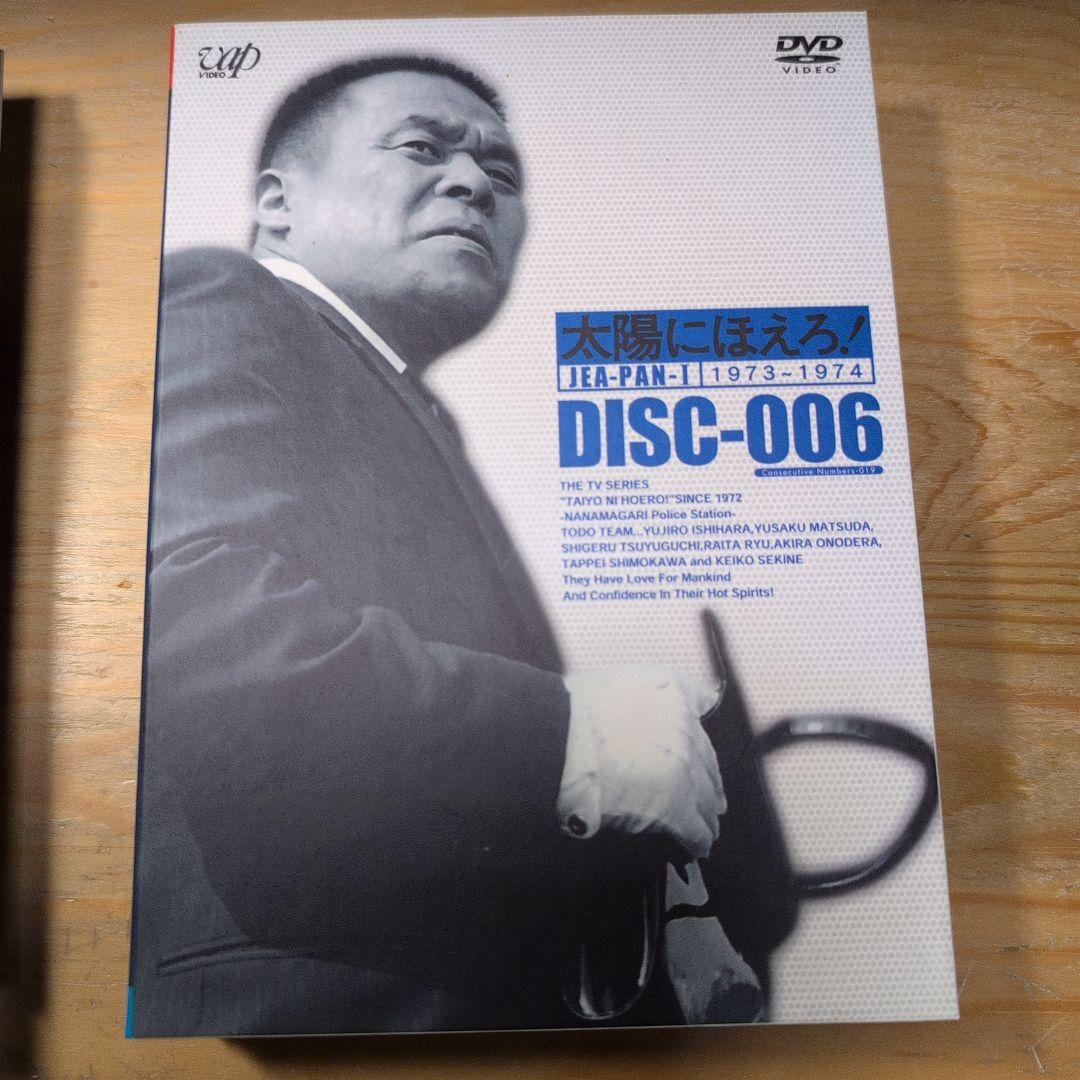 vap
VIDEO
DVD
VIDEO
太陽にほえろ!
JEA-PAN-I 1973~1974
DISC-006
Consecutive Numbers-019
THE TV SERIES
"TAIYO NI HOERO!"SINCE 1972
-NANAMAGARI Police Station-
TODO TEAM...YUJIRO ISHIHARA,YUSAKU MATSUDA,
SHIGERU TSUYUGUCHI,RAITA RYU,AKIRA ONODERA,
TAPPEI SHIMOKAWA and KEIKO SEKINE
They Have Love For Mankind
And Confidence In Their Hot Spirits!